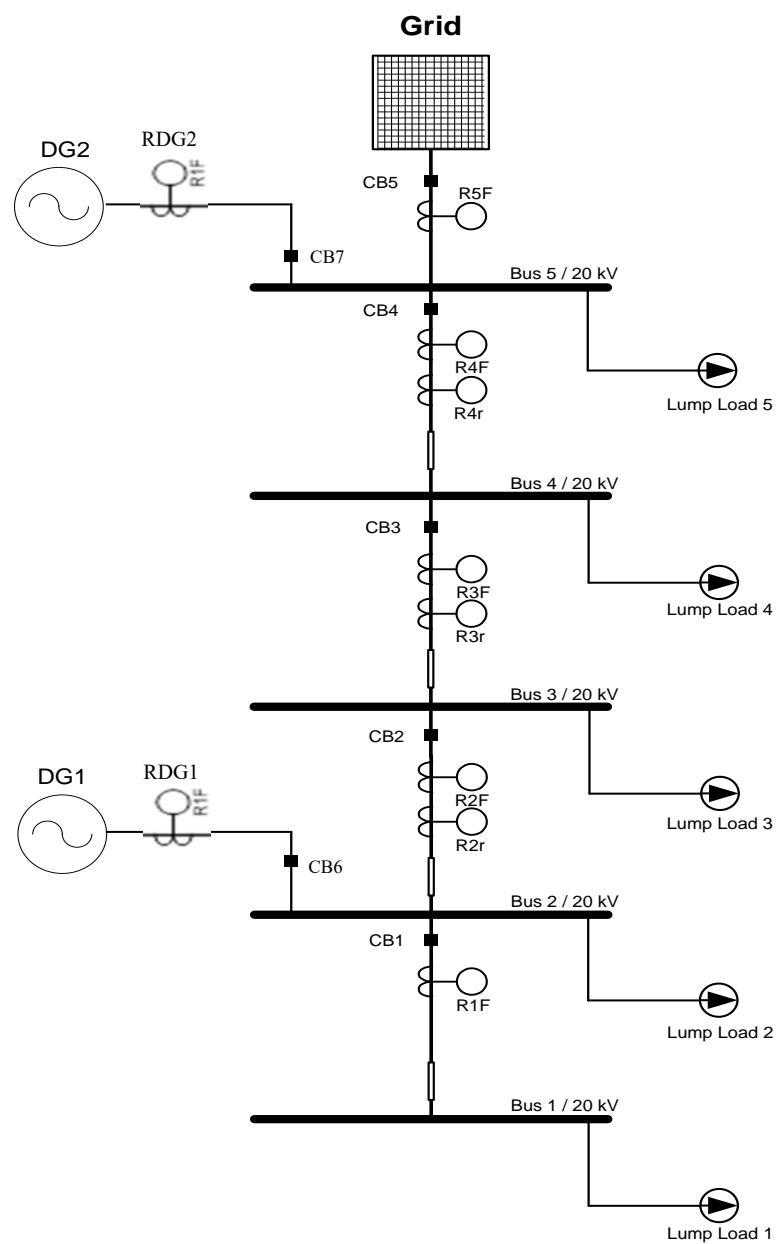 Grid
RDG2
R1F
DG2
CB5
R5F
CB7
Bus 5 / 20 kV
CB4
R4F
R4r
Lump Load 5
Bus 4 / 20 kV
CB3
R3F
R3r
Lump Load 4
Bus 3 / 20 kV
CB2
DG1
RDG1
R1F
R2F
R2r
Lump Load 3
CB6
Bus 2 / 20 kV
CB1
R1F
Lump Load 2
Bus 1 / 20 kV
Lump Load 1